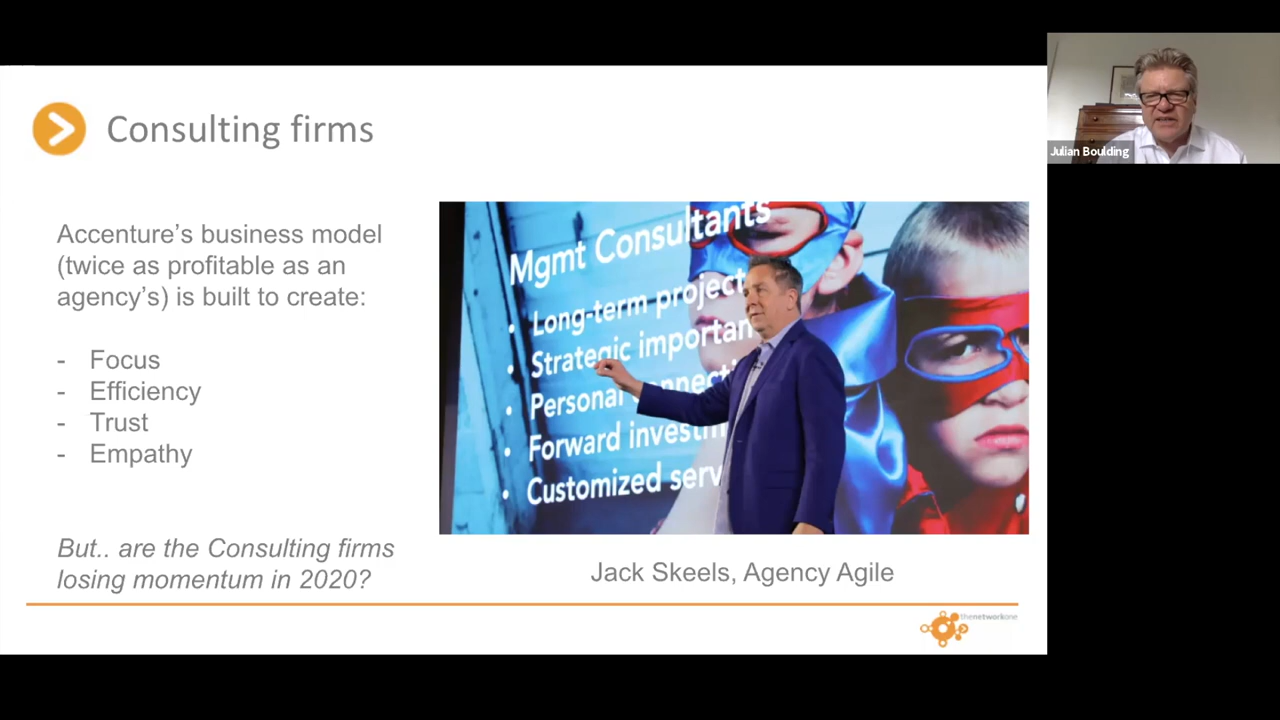 Consulting firms
Accenture’s business model
(twice as profitable as an
agency’s) is built to create:
- Focus
- Efficiency
- Trust
- Empathy
But.. are the Consulting firms
losing momentum in 2020?
Mgmt Consultants
• Long-term project
• Strategic importan
• Personal onnecti
• Forward investm
• Customized serv
Jack Skeels, Agency Agile
thenetworkone
Julian Boulding